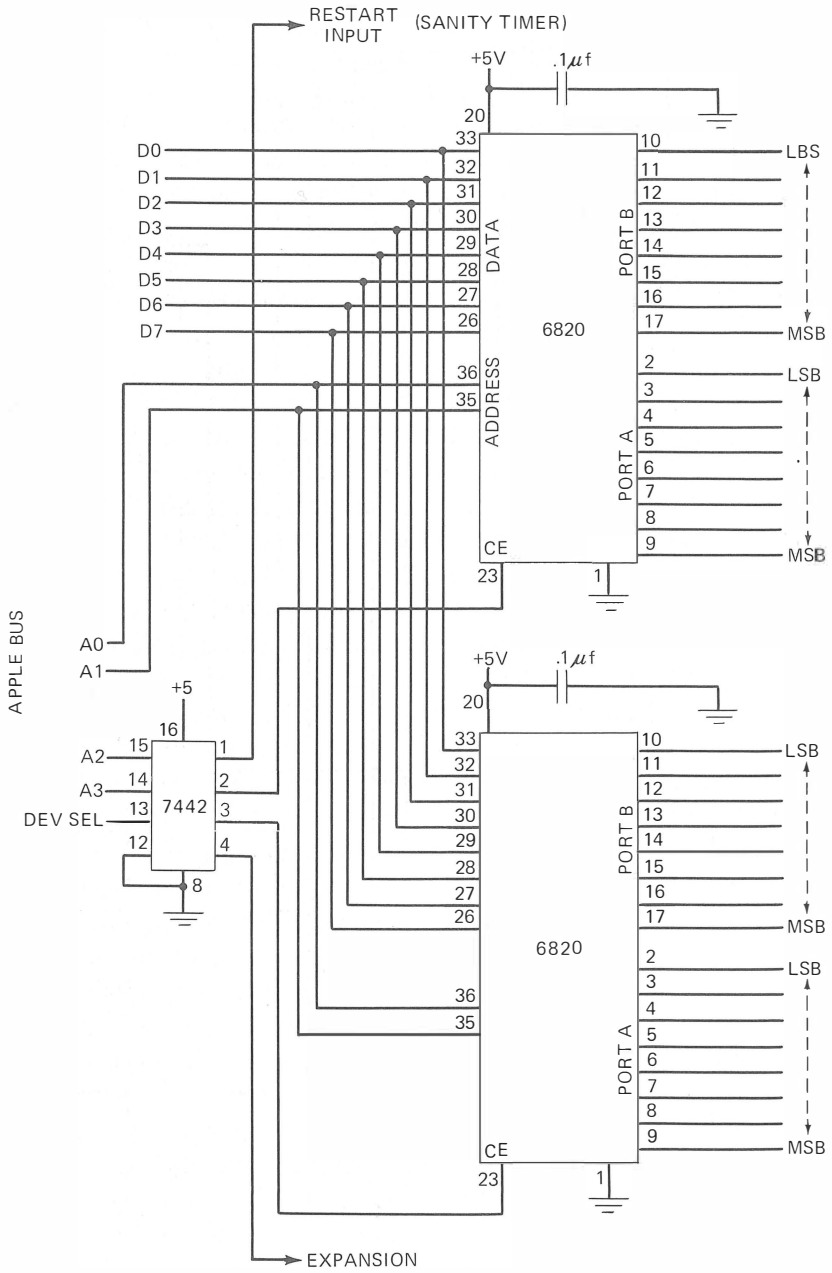 RESTART INPUT (SANITY TIMER)
+5V
.1μf
20
D0
D1
D2
D3
D4
D5
D6
D7
33
32
31
30
29
28
27
26
36
35
DATA
ADDRESS
CE
23
1
6820
PORT B
PORT A
10
11
12
13
14
15
16
17
2
3
4
5
6
7
8
9
LBS
MSB
LSB
MSB
APPLE BUS
A0
A1
+5
16
A2
A3
DEV SEL
15
14
13
12
7442
1
2
3
4
8
+5V
.1μf
20
33
32
31
30
29
28
27
26
36
35
CE
23
1
6820
PORT B
PORT A
10
11
12
13
14
15
16
17
2
3
4
5
6
7
8
9
LSB
MSB
LSB
MSB
EXPANSION